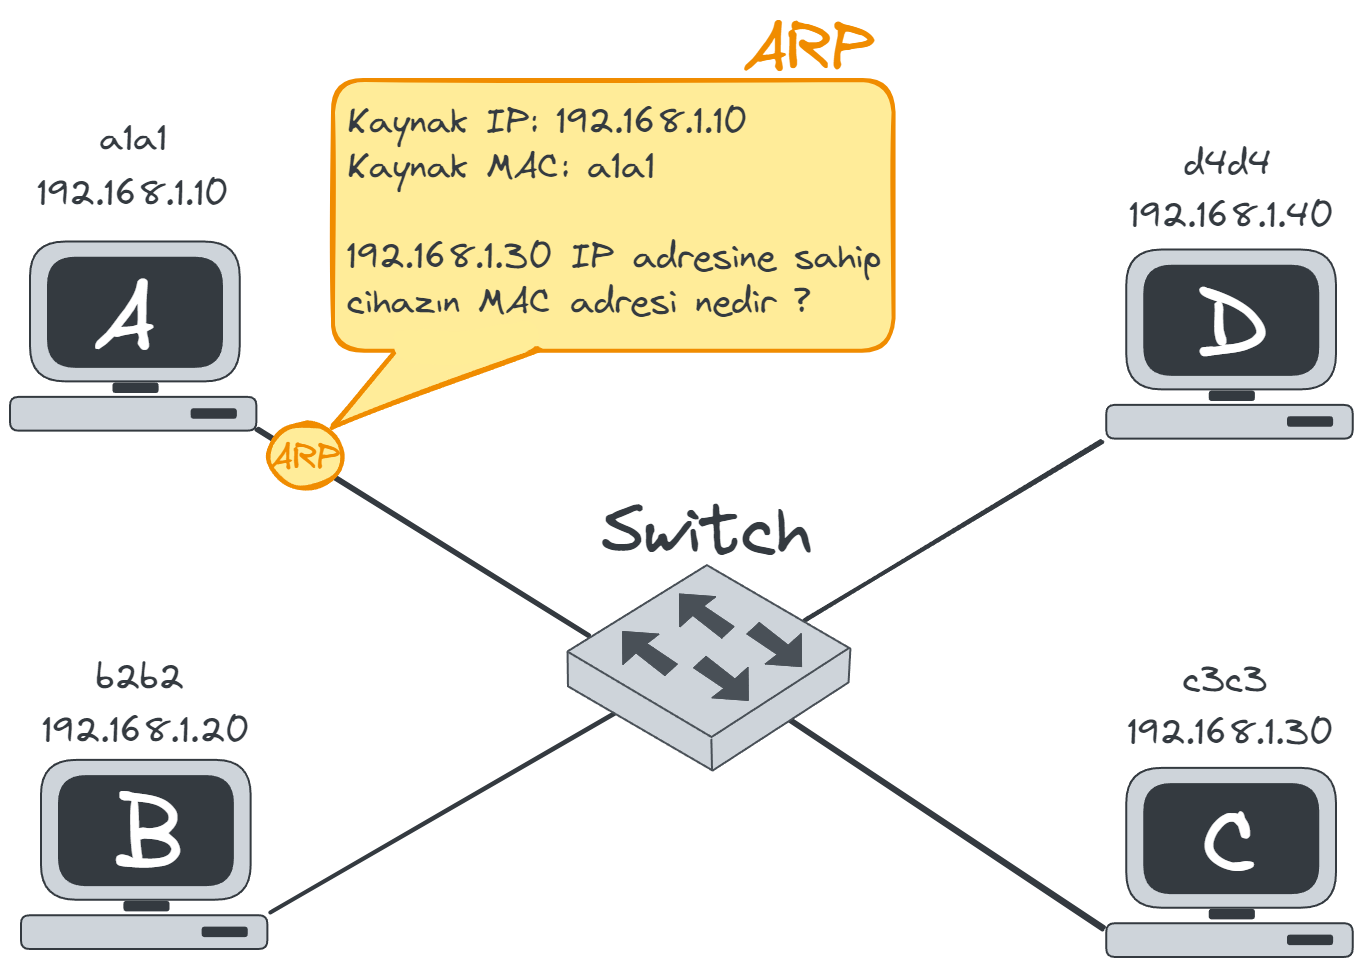 ARP
Kaynak IP: 192.168.1.10
Kaynak MAC: a1a1
192.168.1.30 IP adresine sahip
cihazın MAC adresi nedir ?
a1a1
192.168.1.10
A
ARP
d4d4
192.168.1.40
D
Switch
b2b2
192.168.1.20
B
c3c3
192.168.1.30
C